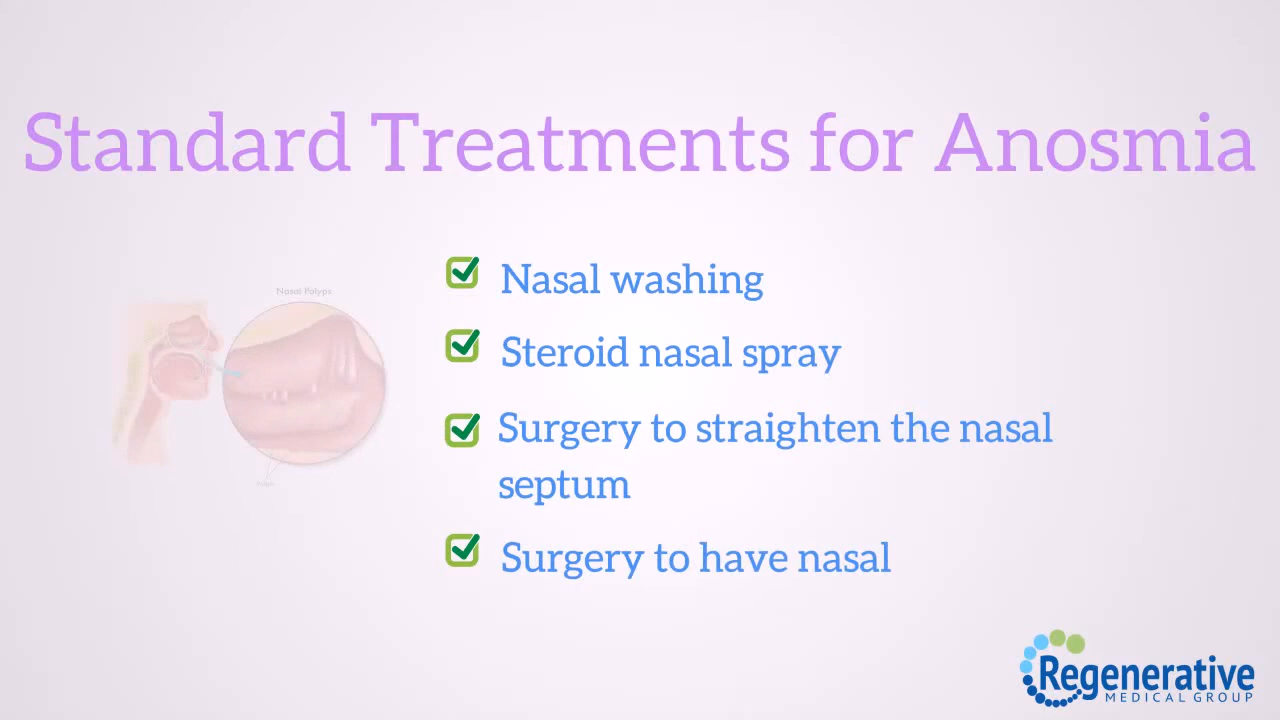 Standard Treatments for Anosmia
Nasal Polyps
Nasal washing
Steroid nasal spray
Surgery to straighten the nasal
septum
Surgery to have nasal
Regenerative
MEDICAL GROUP